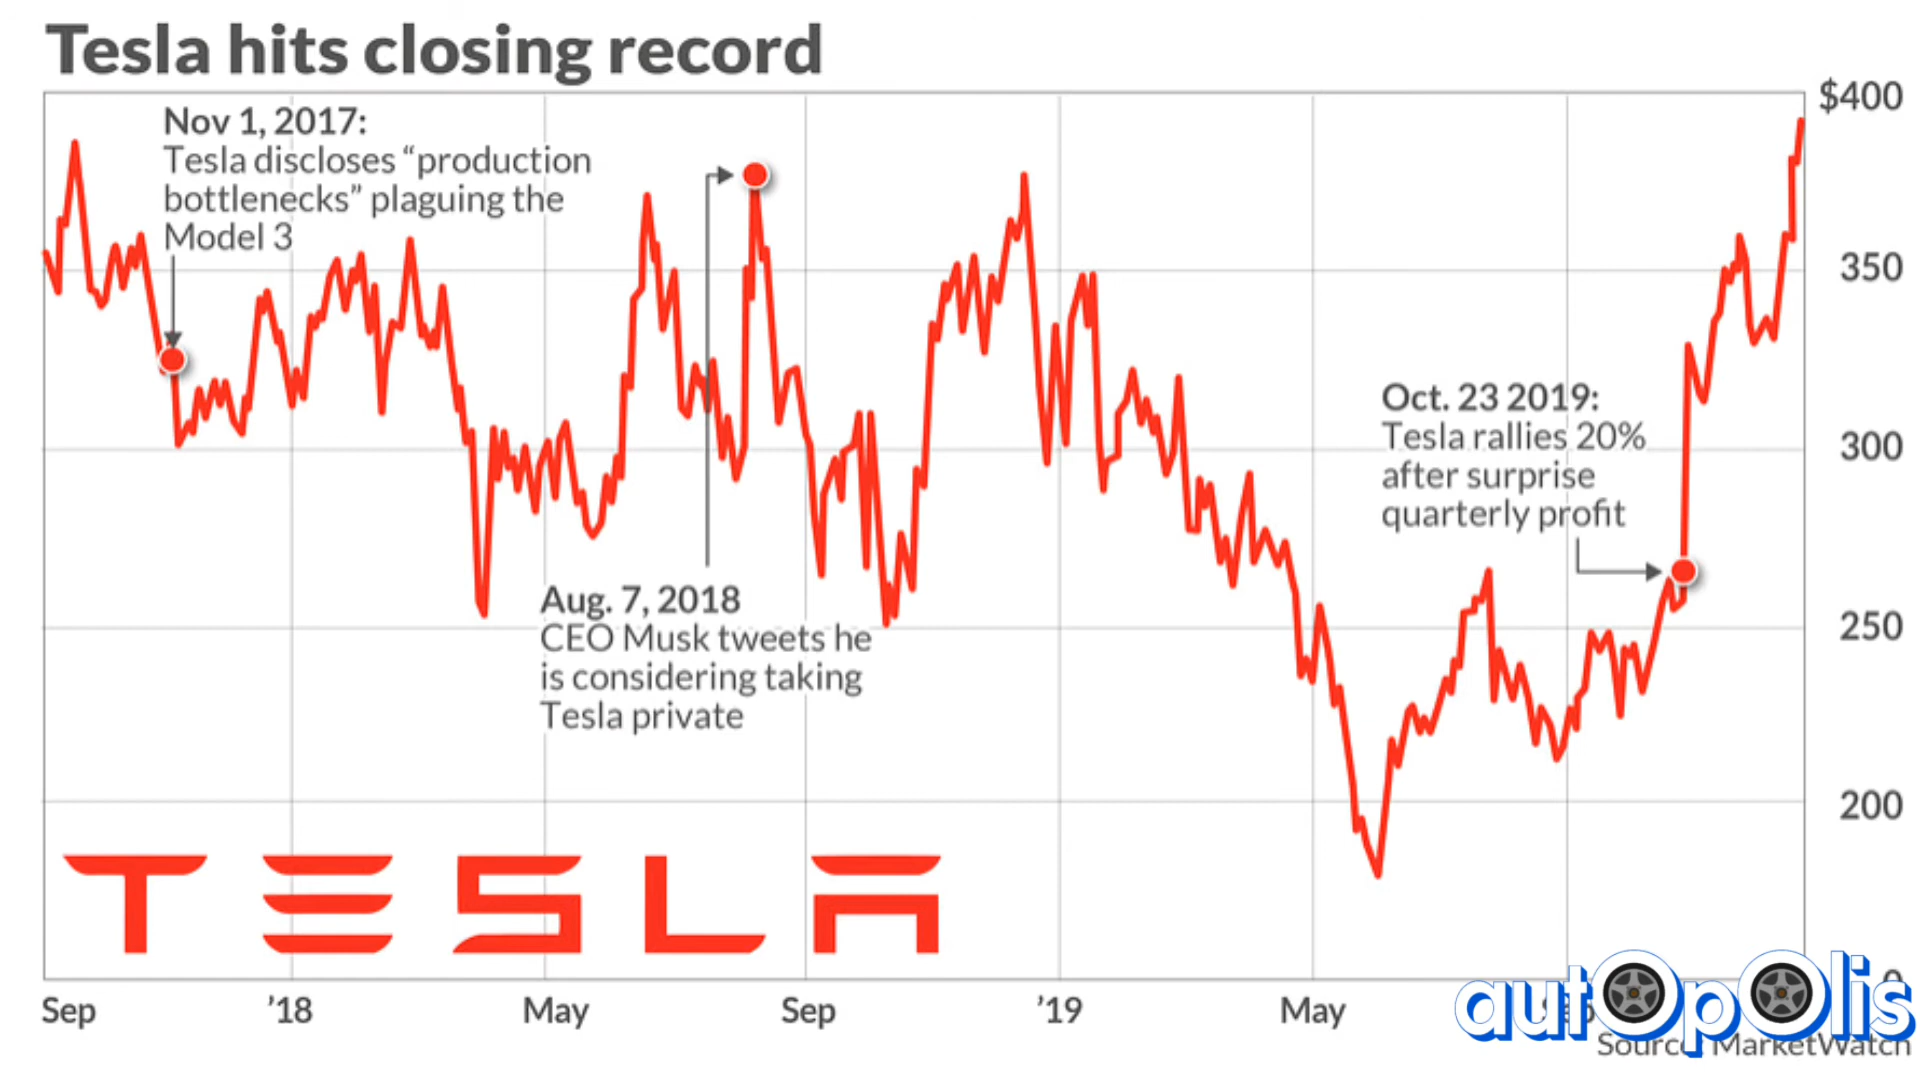 Tesla hits closing record
$400
Nov 1, 2017:
Tesla discloses “production
bottlenecks” plaguing the
Model 3
350
Oct. 23 2019:
Tesla rallies 20%
after surprise
quarterly profit
300
Aug. 7, 2018
CEO Musk tweets he
is considering taking
Tesla private
250
200
TESLA
Sep
’18
May
Sep
’19
May
autopolis
MarketWatch